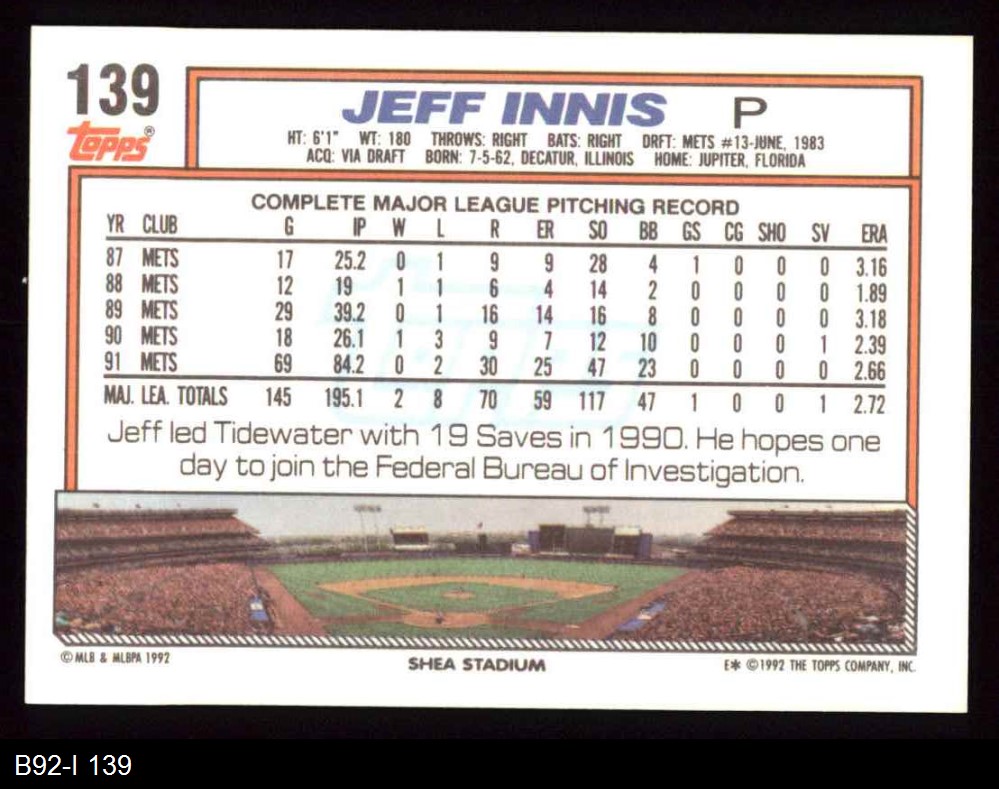 139
topps®
JEFF INNIS P
HT: 6'1" WT: 180 THROWS: RIGHT BATS: RIGHT DRFT: METS #13-JUNE, 1983
ACQ: VIA DRAFT BORN: 7-5-62, DECATUR, ILLINOIS HOME: JUPITER, FLORIDA
COMPLETE MAJOR LEAGUE PITCHING RECORD
YR CLUB G IP W L R ER SO BB GS CG SHO SV ERA
87 METS 17 25.2 0 1 9 9 28 4 1 0 0 0 3.16
88 METS 12 19 1 1 6 4 14 2 0 0 0 0 1.89
89 METS 29 39.2 0 1 16 14 16 8 0 0 0 0 3.18
90 METS 18 26.1 1 3 9 7 12 10 0 0 0 1 2.39
91 METS 69 84.2 0 2 30 25 47 23 0 0 0 0 2.66
MAJ. LEA. TOTALS 145 195.1 2 8 70 59 117 47 1 0 0 1 2.72
Jeff led Tidewater with 19 Saves in 1990. He hopes one
day to join the Federal Bureau of Investigation.
© MLB & MLBPA 1992
SHEA STADIUM
E* ©1992 THE TOPPS COMPANY, INC.
B92-I 139